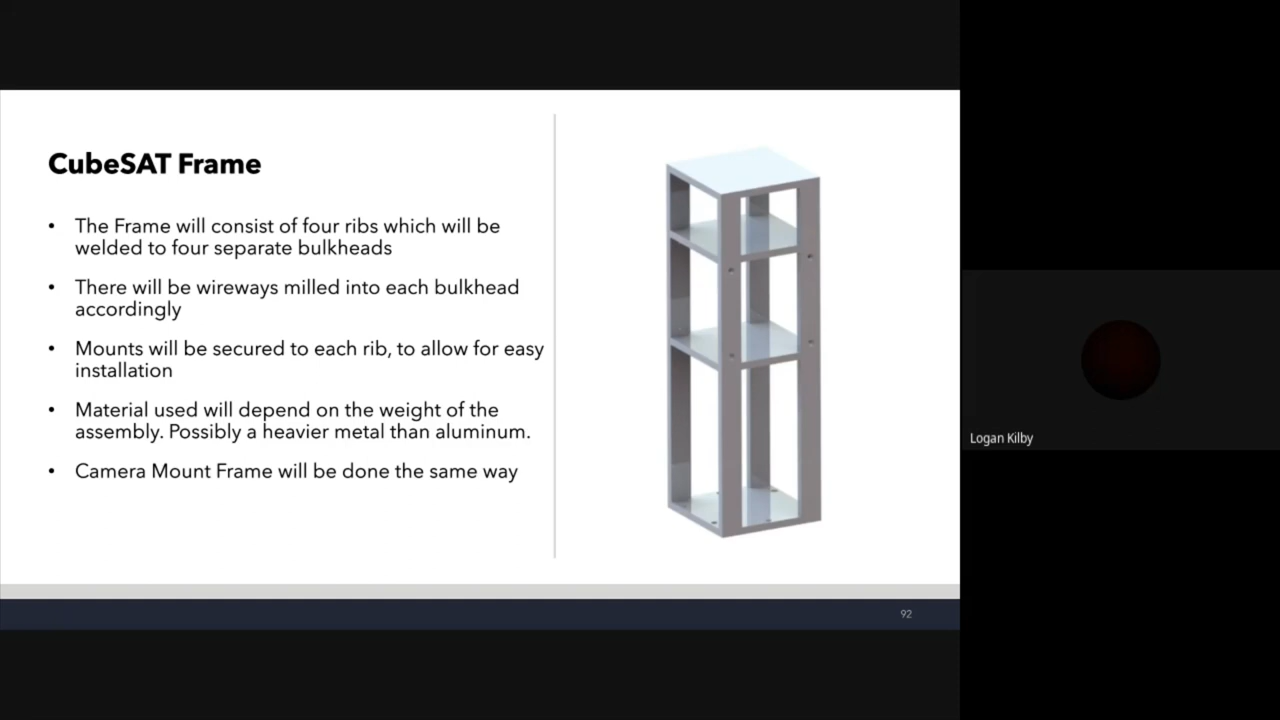 CubeSAT Frame
• The Frame will consist of four ribs which will be
welded to four separate bulkheads
• There will be wireways milled into each bulkhead
accordingly
• Mounts will be secured to each rib, to allow for easy
installation
• Material used will depend on the weight of the
assembly. Possibly a heavier metal than aluminum.
• Camera Mount Frame will be done the same way
92
Logan Kilby